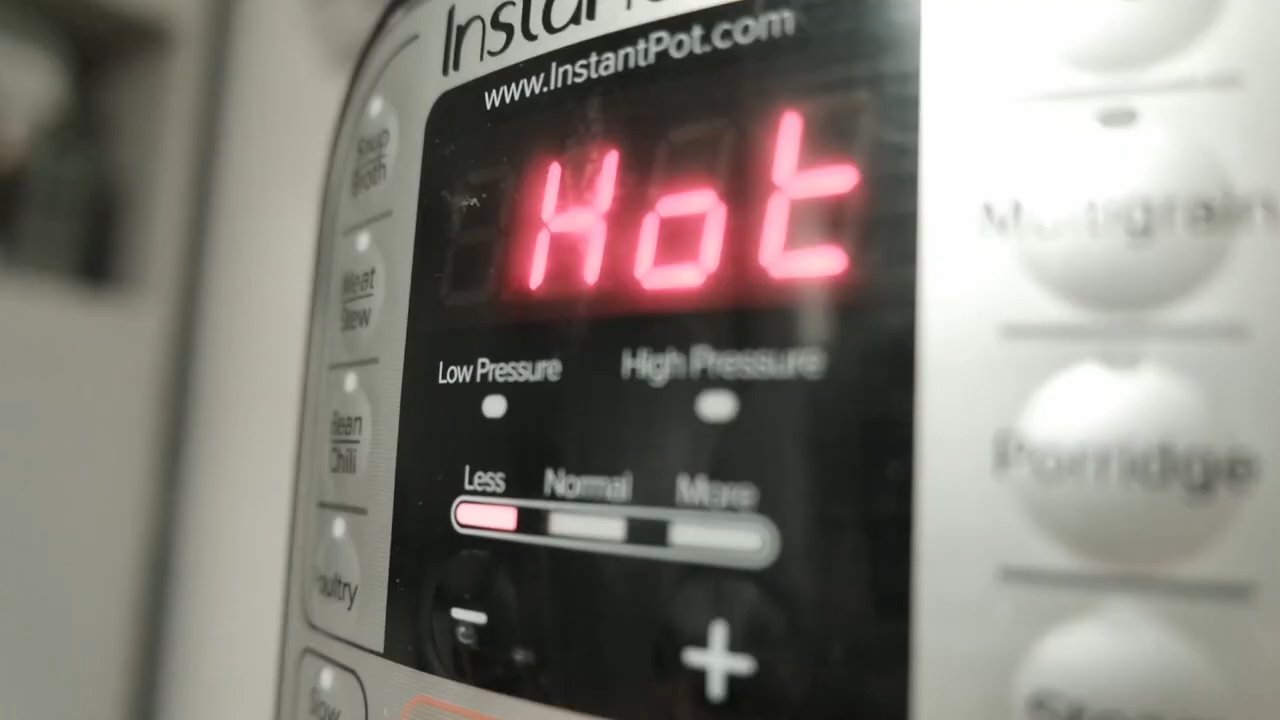 www.InstantPot.com
Hot
Soup
Broth
Meat
Stew
Bean
Chili
Poultry
Low Pressure
High Pressure
Less
Normal
More
-
+
Multigrain
Porridge
Slow